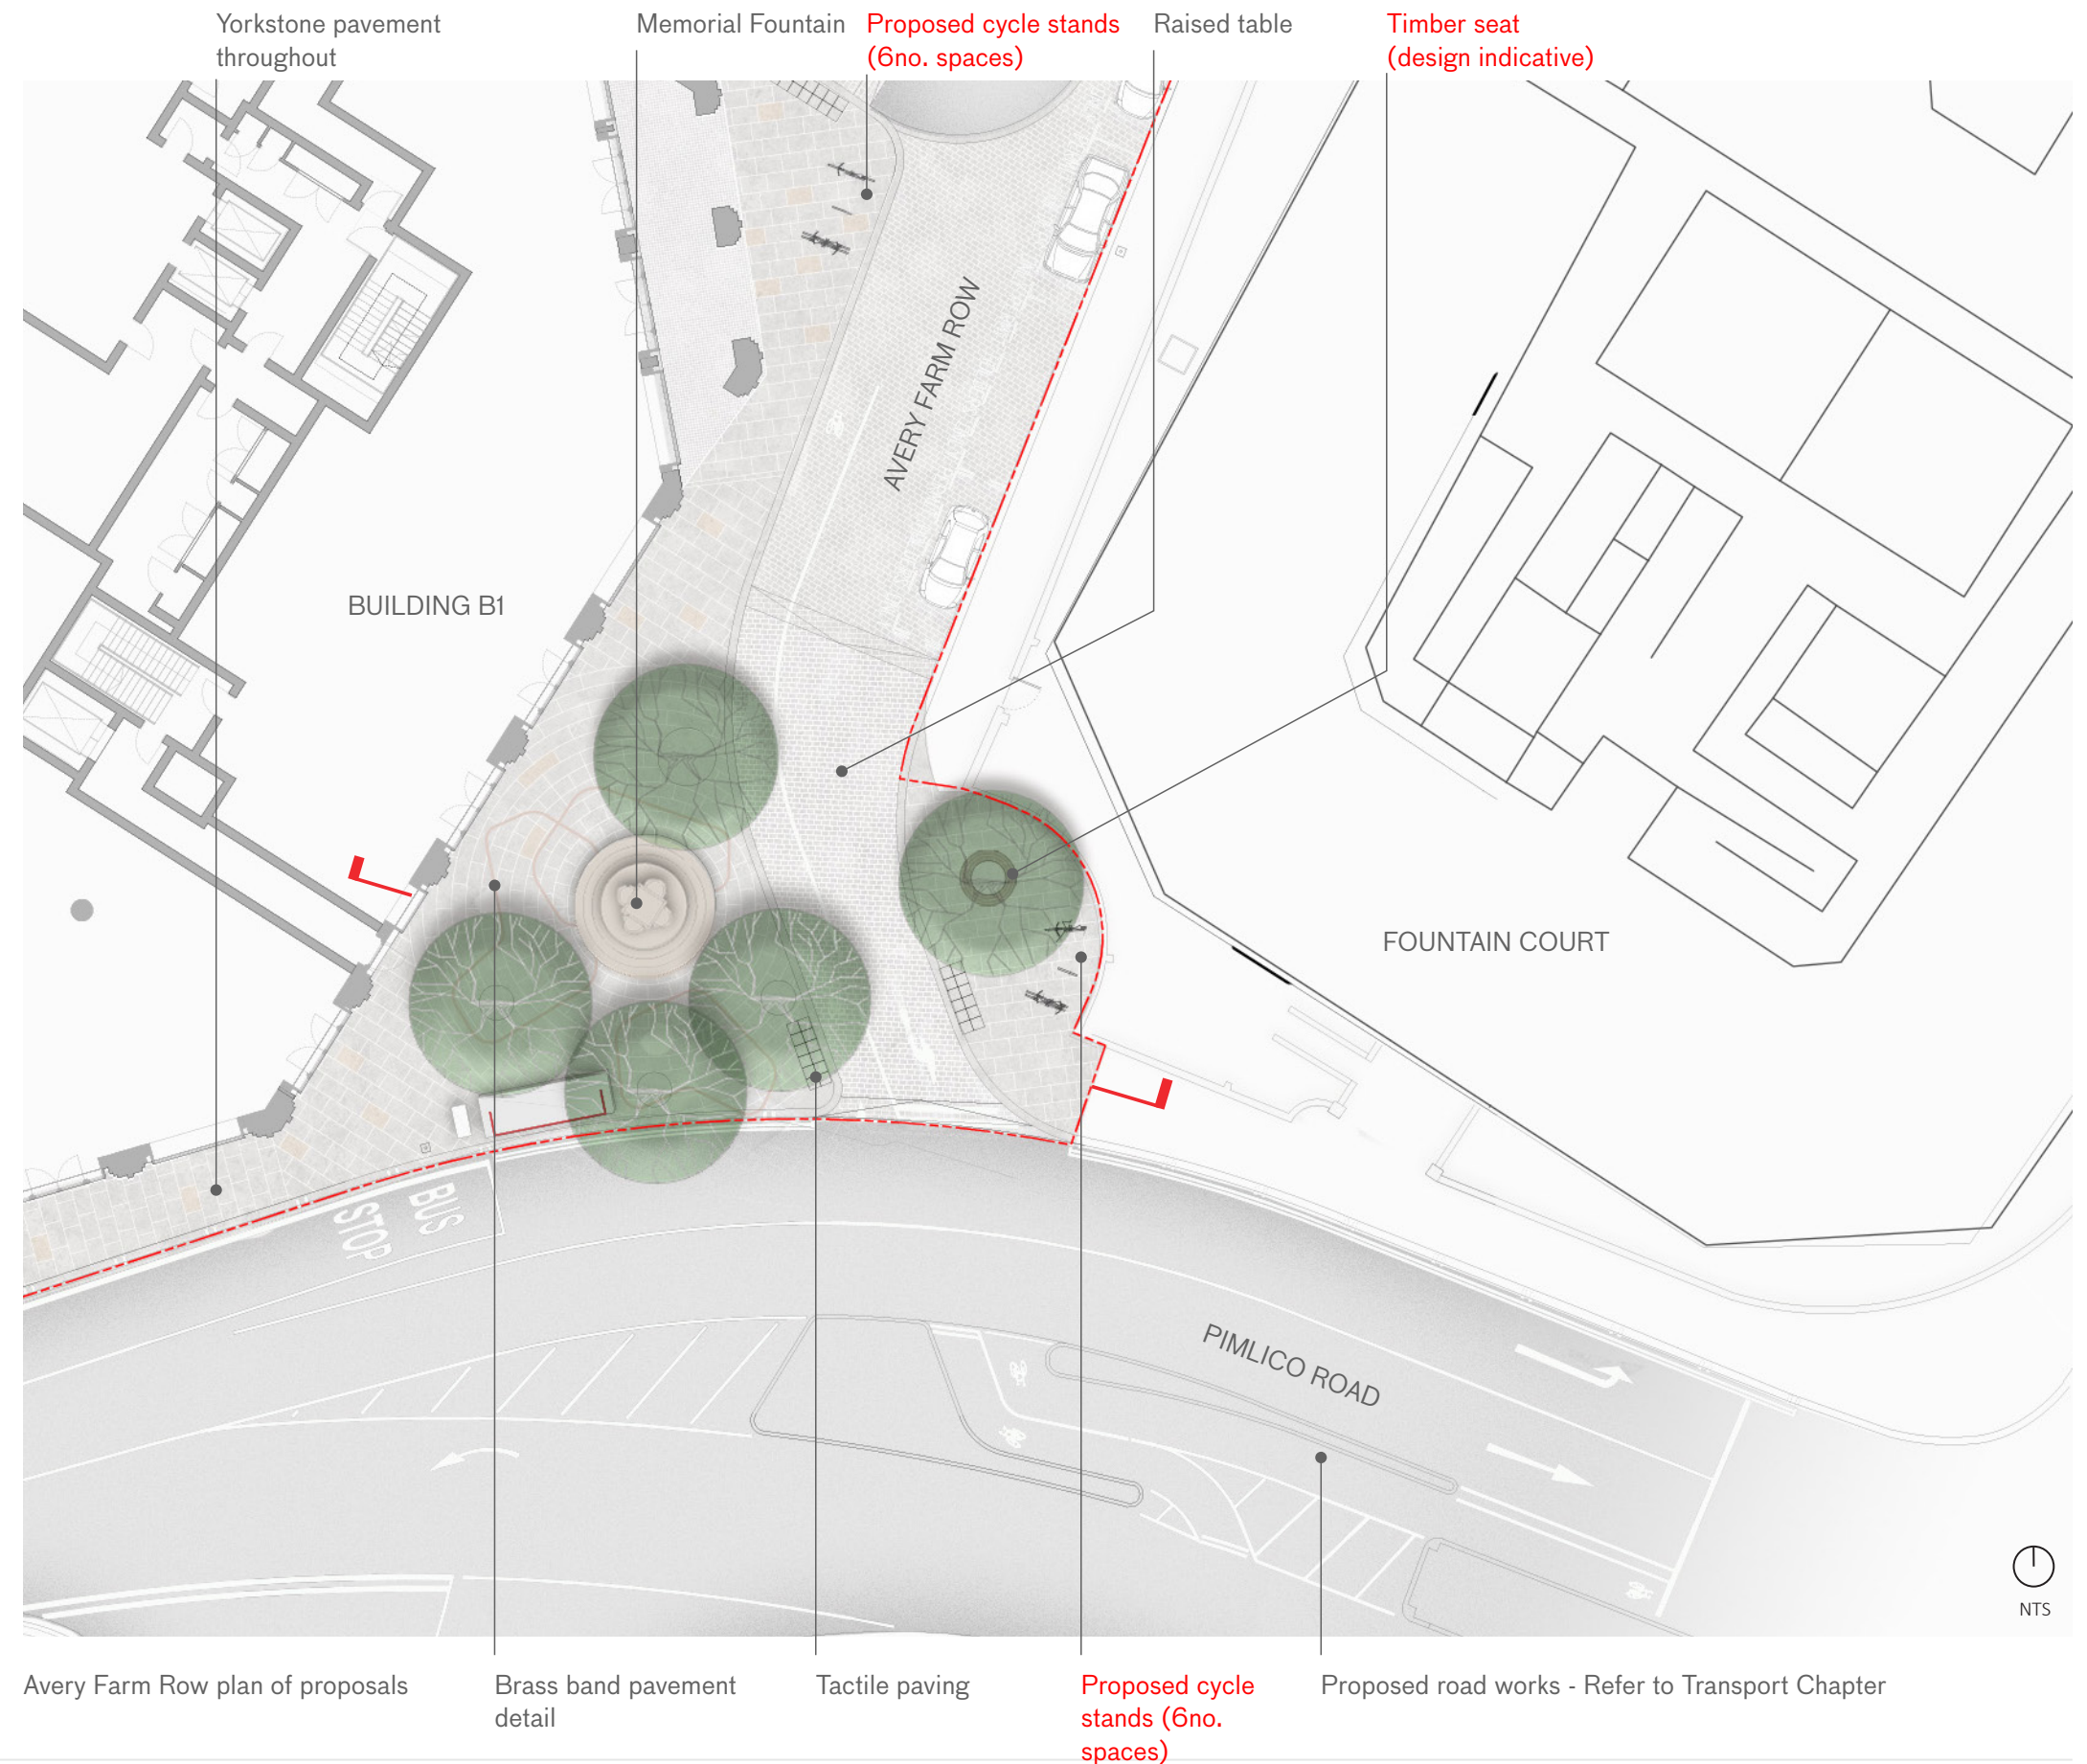 Yorkstone pavement
throughout
Memorial Fountain
Proposed cycle stands
(6no. spaces)
Raised table
Timber seat
(design indicative)
AVERY FARM ROW
BUILDING B1
FOUNTAIN COURT
BUS
STOP
PIMLICO ROAD
NTS
Avery Farm Row plan of proposals
Brass band pavement
detail
Tactile paving
Proposed cycle
stands (6no.
spaces)
Proposed road works - Refer to Transport Chapter